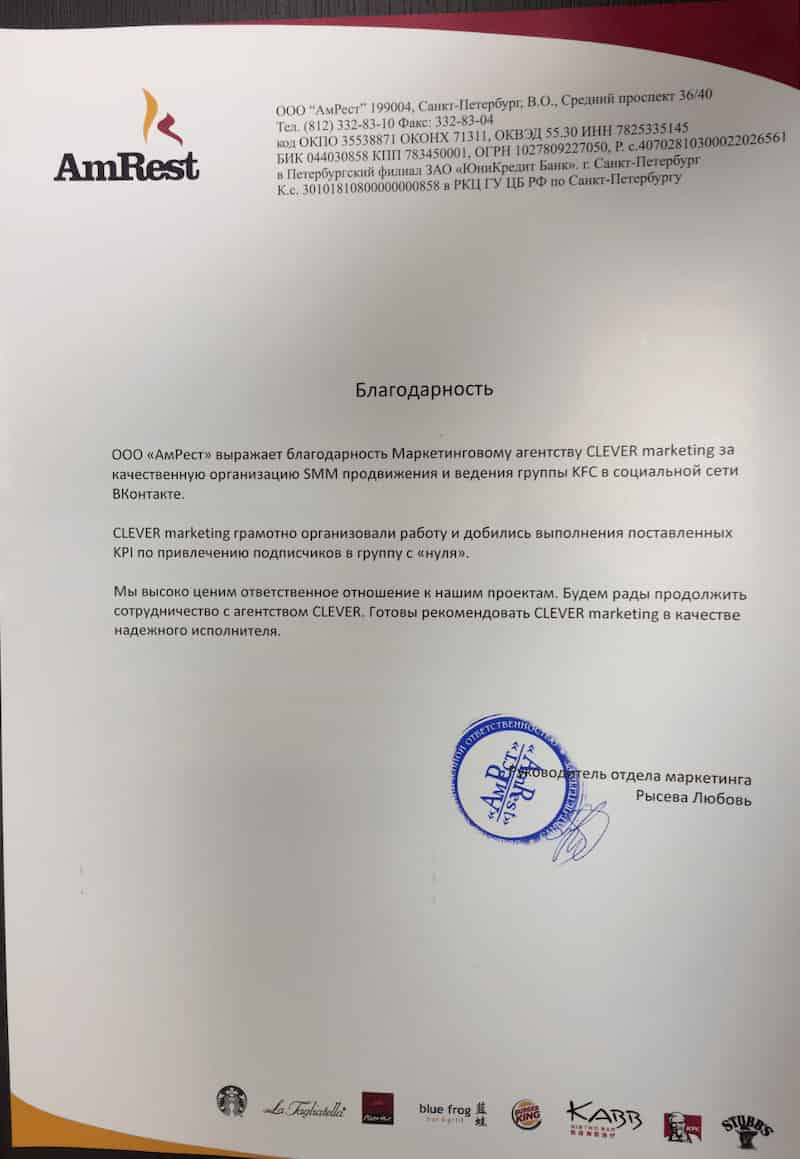 AmRest
ООО "АмРест" 199004, Санкт-Петербург, В.О., Средний проспект 36/40
Тел. (812) 332-83-10 Факс: 332-83-04
код ОКПО 35538871 ОКОНХ 71311, ОКВЭД 55.30 ИНН 7825335145
БИК 044030858 КПП 783450001, ОГРН 1027809227050, Р. с.40702810300022026561
в Петербургский филиал ЗАО «ЮниКредит Банк». г. Санкт-Петербург
К.с. 30101810800000000858 в РКЦ ГУ ЦБ РФ по Санкт-Петербургу
Благодарность
ООО «АмРест» выражает благодарность Маркетинговому агентству CLEVER marketing за
качественную организацию SMM продвижения и ведения группы KFC в социальной сети
ВКонтакте.
CLEVER marketing грамотно организовали работу и добились выполнения поставленных
KPI по привлечению подписчиков в группу с «нуля».
Мы высоко ценим ответственное отношение к нашим проектам. Будем рады продолжить
сотрудничество с агентством CLEVER. Готовы рекомендовать CLEVER marketing в качестве
надежного исполнителя.
ОТВЕТСТВЕННОСТЬЮ
«АмРест»
«AmRest»
Руководитель отдела маркетинга
Рысева Любовь
La Tagliatella
blue frog 蓝蛙
bar & grill
BURGER KING
KABB
BISTRO BAR
KFC
STUBB'S